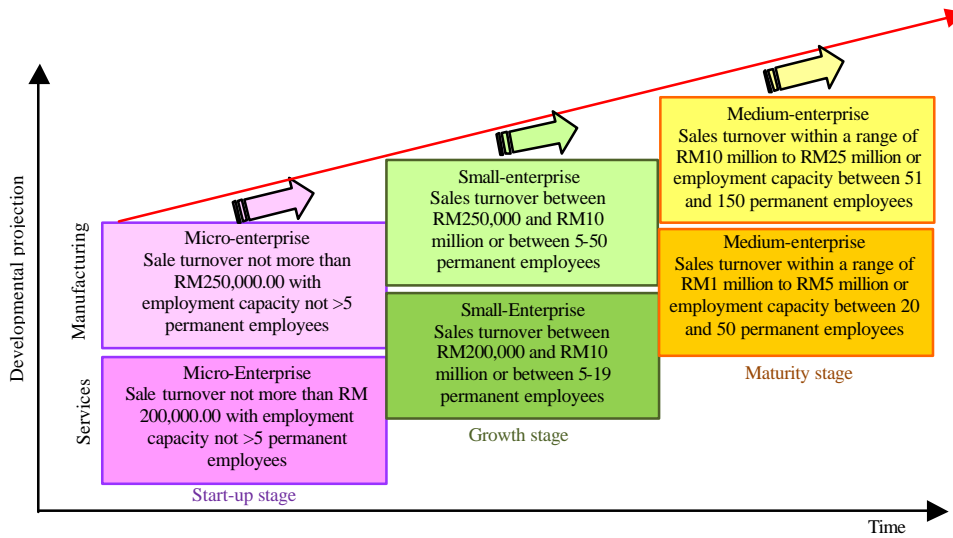 Developmental projection
Manufacturing
Services
Micro-enterprise
Sale turnover not more than
RM250,000.00 with
employment capacity not >5
permanent employees
Micro-Enterprise
Sale turnover not more than RM
200,000.00 with employment
capacity not >5 permanent
employees
Start-up stage
Small-enterprise
Sales turnover between
RM250,000 and RM10
million or between 5-50
permanent employees
Small-Enterprise
Sales turnover between
RM200,000 and RM10
million or between 5-19
permanent employees
Growth stage
Medium-enterprise
Sales turnover within a range of
RM10 million to RM25 million or
employment capacity between 51
and 150 permanent employees
Medium-enterprise
Sales turnover within a range of
RM1 million to RM5 million or
employment capacity between 20
and 50 permanent employees
Maturity stage
Time